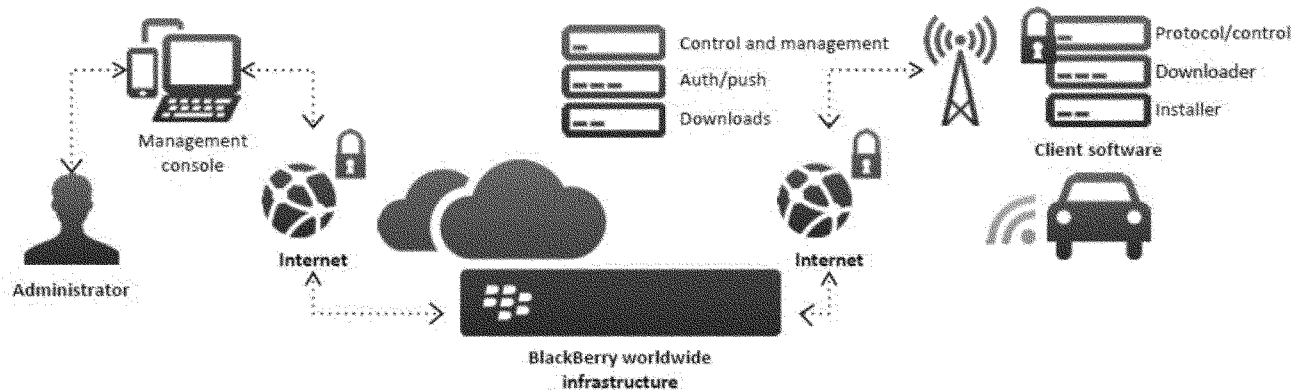 Control and management
Auth/push
Downloads
Protocol/control
Downloader
Installer
Client software
Management
console
Internet
Internet
Administrator
BlackBerry worldwide
infrastructure